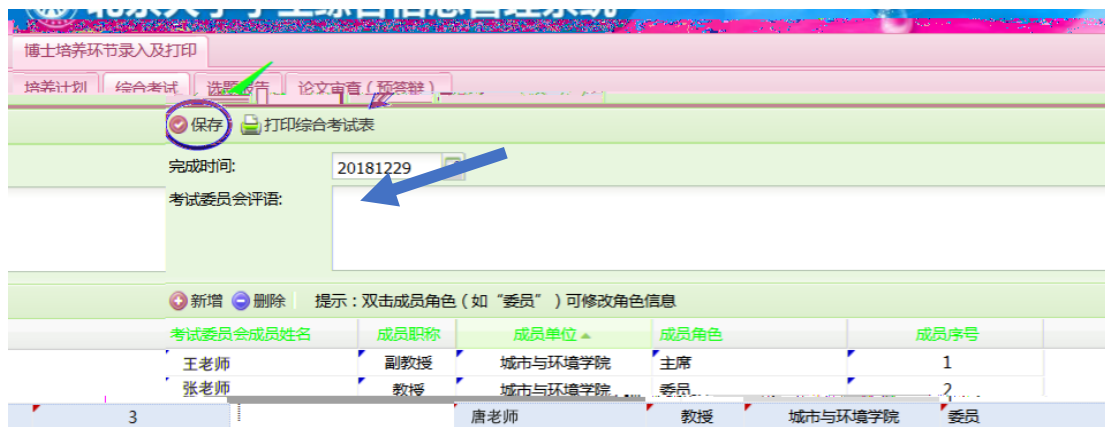 博士培养环节录入及打印
培养计划 综合考试 选题报告 论文审查（预答辩）
保存 打印综合考试表
完成时间: 20181229
考试委员会评语:
新增 删除 提示：双击成员角色（如“委员”）可修改角色信息
考试委员会成员姓名 成员职称 成员单位 成员角色 成员序号
王老师 副教授 城市与环境学院 主席 1
张老师 教授 城市与环境学院 委员 2
3 唐老师 教授 城市与环境学院 委员